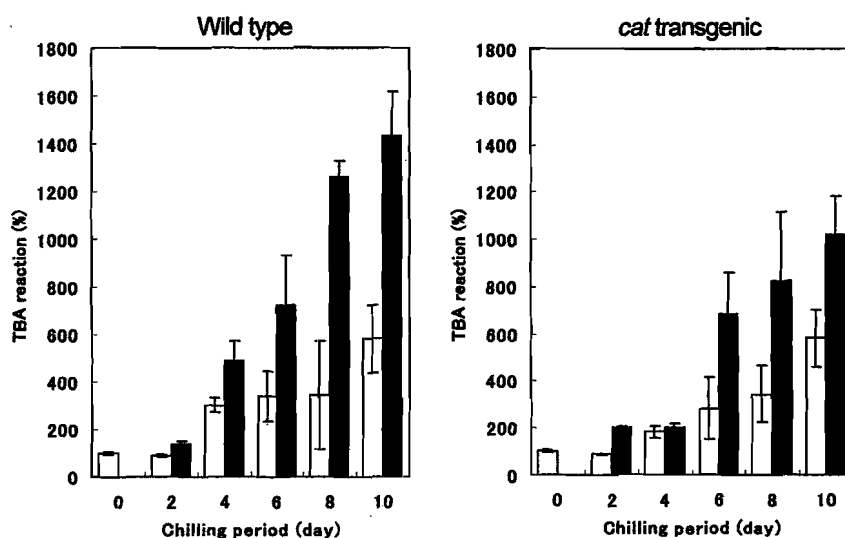 Wild type
cat transgenic
TBA reaction (%)
1800
1600
1400
1200
1000
800
600
400
200
0
0 2 4 6 8 10
Chilling period (day)
TBA reaction (%)
1800
1600
1400
1200
1000
800
600
400
200
0
0 2 4 6 8 10
Chilling period (day)